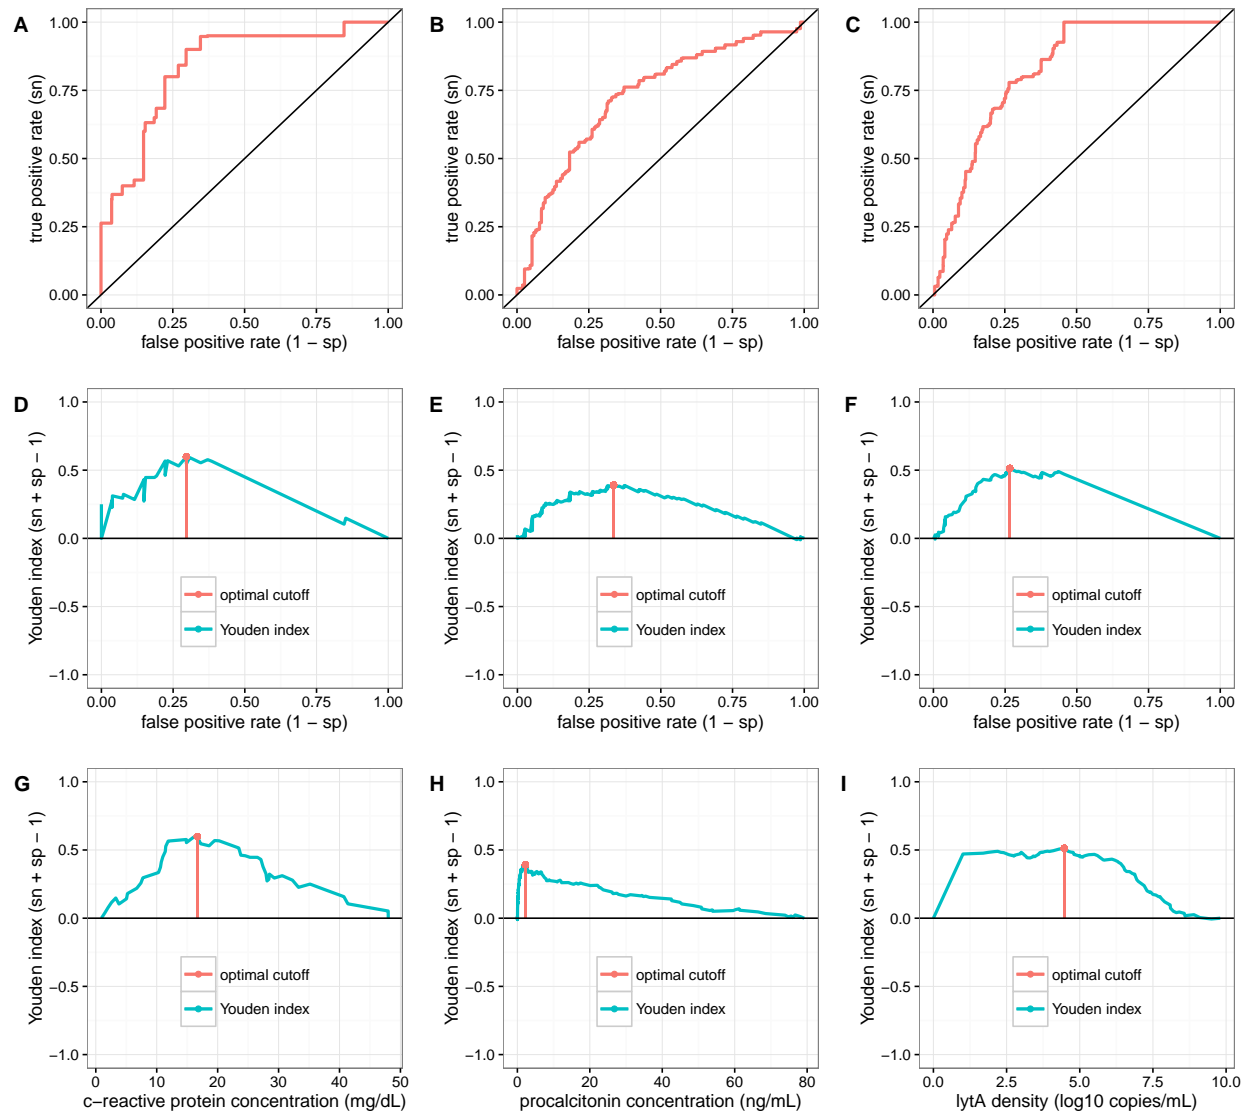 A
B
C
true positive rate (sn)
1.00
0.75
0.50
0.25
0.00
0.00 0.25 0.50 0.75 1.00
false positive rate (1 − sp)
true positive rate (sn)
1.00
0.75
0.50
0.25
0.00
0.00 0.25 0.50 0.75 1.00
false positive rate (1 − sp)
true positive rate (sn)
1.00
0.75
0.50
0.25
0.00
0.00 0.25 0.50 0.75 1.00
false positive rate (1 − sp)
D
E
F
Youden index (sn + sp − 1)
1.0
0.5
0.0
−0.5
−1.0
optimal cutoff
Youden index
0.00 0.25 0.50 0.75 1.00
false positive rate (1 − sp)
Youden index (sn + sp − 1)
1.0
0.5
0.0
−0.5
−1.0
optimal cutoff
Youden index
0.00 0.25 0.50 0.75 1.00
false positive rate (1 − sp)
Youden index (sn + sp − 1)
1.0
0.5
0.0
−0.5
−1.0
optimal cutoff
Youden index
0.00 0.25 0.50 0.75 1.00
false positive rate (1 − sp)
G
H
I
Youden index (sn + sp − 1)
1.0
0.5
0.0
−0.5
−1.0
optimal cutoff
Youden index
0 10 20 30 40 50
c−reactive protein concentration (mg/dL)
Youden index (sn + sp − 1)
1.0
0.5
0.0
−0.5
−1.0
optimal cutoff
Youden index
0 20 40 60 80
procalcitonin concentration (ng/mL)
Youden index (sn + sp − 1)
1.0
0.5
0.0
−0.5
−1.0
optimal cutoff
Youden index
0.0 2.5 5.0 7.5 10.0
lytA density (log10 copies/mL)